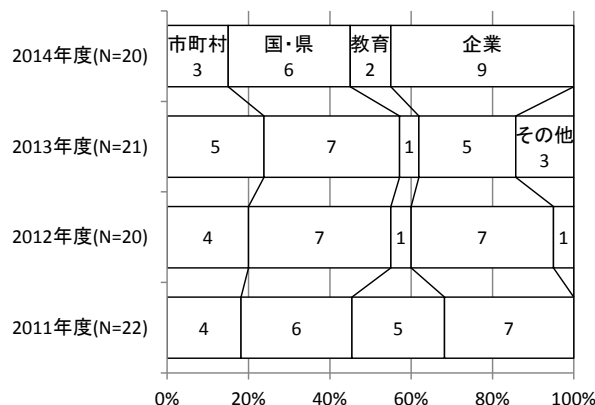 2014年度(N=20) 市町村 国・県 教育 企業
3 6 2 9
2013年度(N=21) 5 7 1 5 その他 3
2012年度(N=20) 4 7 1 7 1
2011年度(N=22) 4 6 5 7
0% 20% 40% 60% 80% 100%